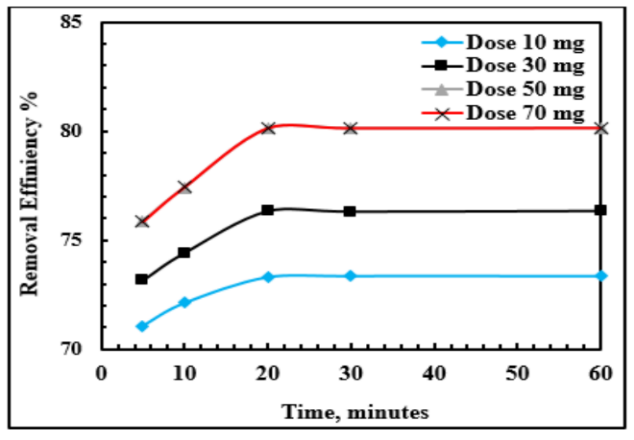 85
Dose 10 mg
Dose 30 mg
Dose 50 mg
Dose 70 mg
80
75
70
Removal Effiniency %
0 10 20 30 40 50 60
Time, minutes